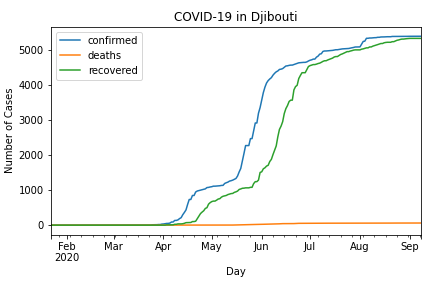 COVID-19 in Djibouti
confirmed
deaths
recovered
Number of Cases
5000
4000
3000
2000
1000
0
Feb Mar Apr May Jun Jul Aug Sep
2020
Day